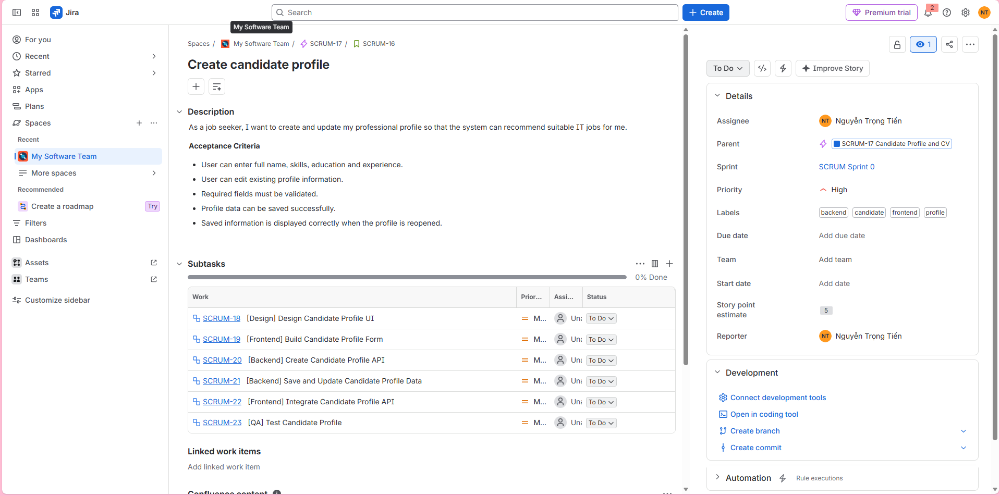 Jira
Search
Create
Premium trial
2
NT
My Software Team
For you
Recent
Starred
Apps
Plans
Spaces
Recent
My Software Team
More spaces
Recommended
Create a roadmap
Try
Filters
Dashboards
Assets
Teams
Customize sidebar
Spaces / My Software Team / SCRUM-17 / SCRUM-16
Create candidate profile
Description
As a job seeker, I want to create and update my professional profile so that the system can recommend suitable IT jobs for me.
Acceptance Criteria
• User can enter full name, skills, education and experience.
• User can edit existing profile information.
• Required fields must be validated.
• Profile data can be saved successfully.
• Saved information is displayed correctly when the profile is reopened.
Subtasks
0% Done
Work Prior... Assi... Status
SCRUM-18 [Design] Design Candidate Profile UI M... Una To Do
SCRUM-19 [Frontend] Build Candidate Profile Form M... Una To Do
SCRUM-20 [Backend] Create Candidate Profile API M... Una To Do
SCRUM-21 [Backend] Save and Update Candidate Profile Data M... Una To Do
SCRUM-22 [Frontend] Integrate Candidate Profile API M... Una To Do
SCRUM-23 [QA] Test Candidate Profile M... Una To Do
Linked work items
Add linked work item
Confluence content
1
To Do
Improve Story
Details
Assignee NT Nguyễn Trọng Tiến
Parent SCRUM-17 Candidate Profile and CV
Sprint SCRUM Sprint 0
Priority High
Labels backend candidate frontend profile
Due date Add due date
Team Add team
Start date Add date
Story point
estimate
5
Reporter NT Nguyễn Trọng Tiến
Development
Connect development tools
Open in coding tool
Create branch
Create commit
Automation Rule executions